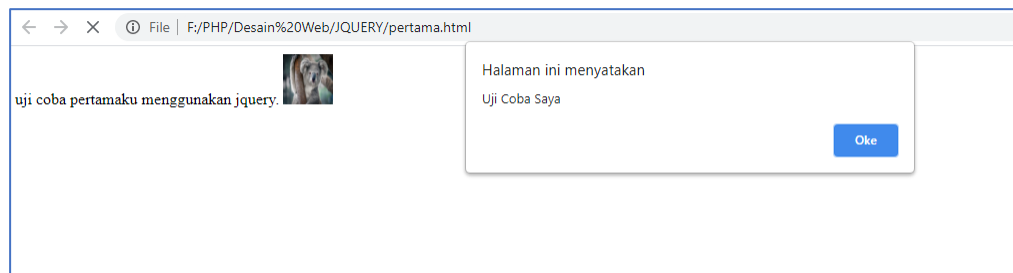 File F:/PHP/Desain%20Web/JQUERY/pertama.html
Halaman ini menyatakan
Uji Coba Saya
Oke
uji coba pertamaku menggunakan jquery.